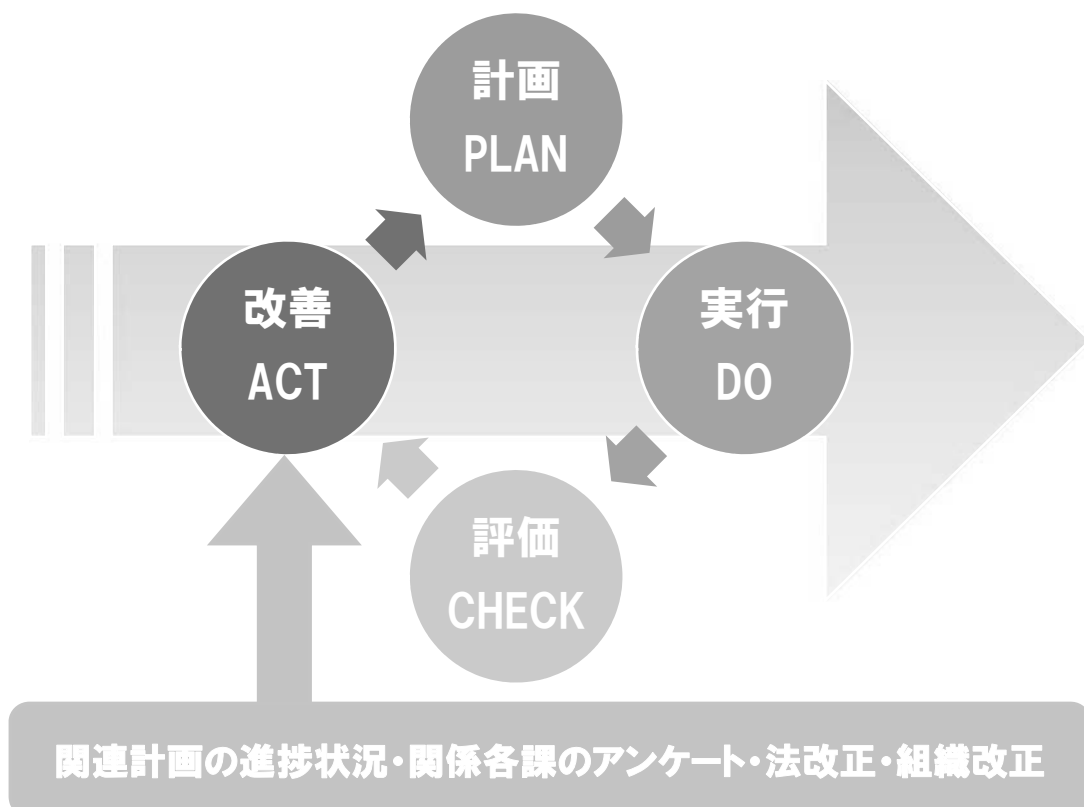 計画
PLAN
改善
ACT
実行
DO
評価
CHECK
関連計画の進捗状況・関係各課のアンケート・法改正・組織改正